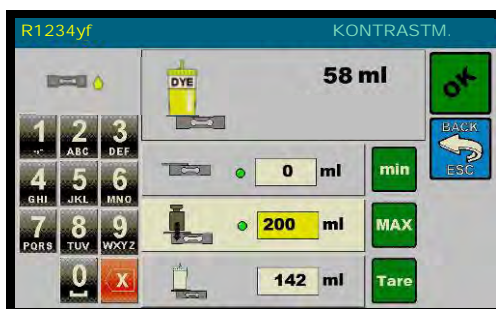 R1234yf KONTRASTM.
DYE 58 ml OK
BACK
ESC
1 2 3
.,-" ABC DEF
0 ml min
4 5 6
GHI JKL MNO
200 ml MAX
7 8 9
PQRS TUV WXYZ
0 X
142 ml Tare